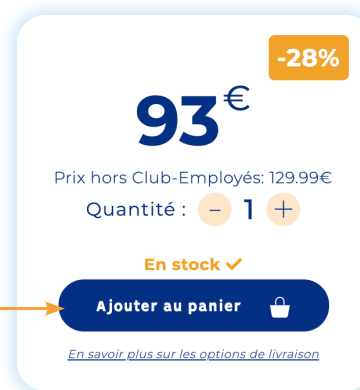 -28%
93€
Prix hors Club-Employés: 129.99€
Quantité : - 1 +
En stock ✓
Ajouter au panier
En savoir plus sur les options de livraison